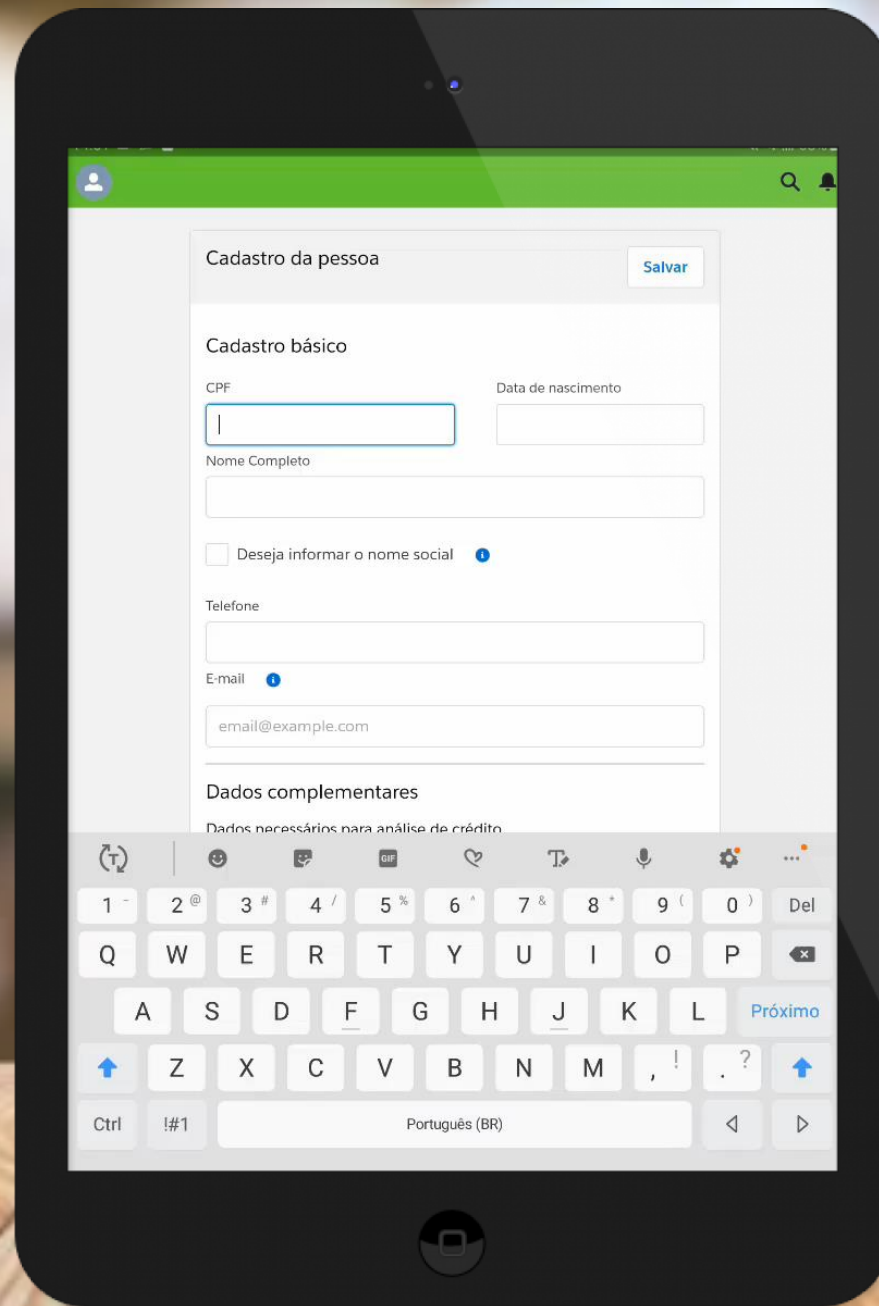 Cadastro da pessoa
Salvar
Cadastro básico
CPF
Data de nascimento
Nome Completo
Deseja informar o nome social
Telefone
E-mail
email@example.com
Dados complementares
Dados necessários para análise de crédito
T
GIF
T
1 - 2 @ 3 # 4 / 5 % 6 ^ 7 & 8 * 9 ( 0 ) Del
Q W E R T Y U I O P
A S D F G H J K L Próximo
Z X C V B N M , ! . ?
Ctrl !#1 Português (BR)